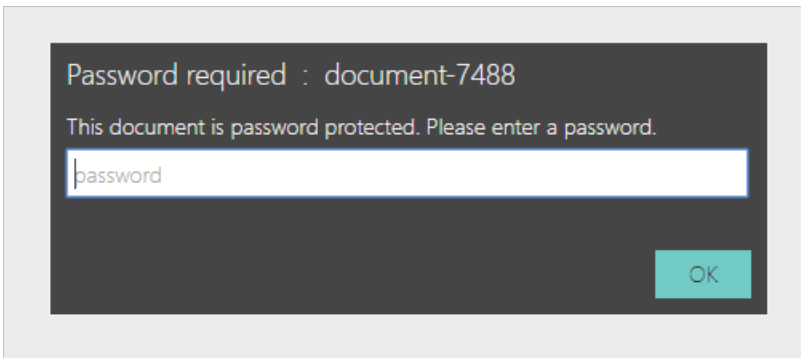 Password required : document-7488
This document is password protected. Please enter a password.
password
OK